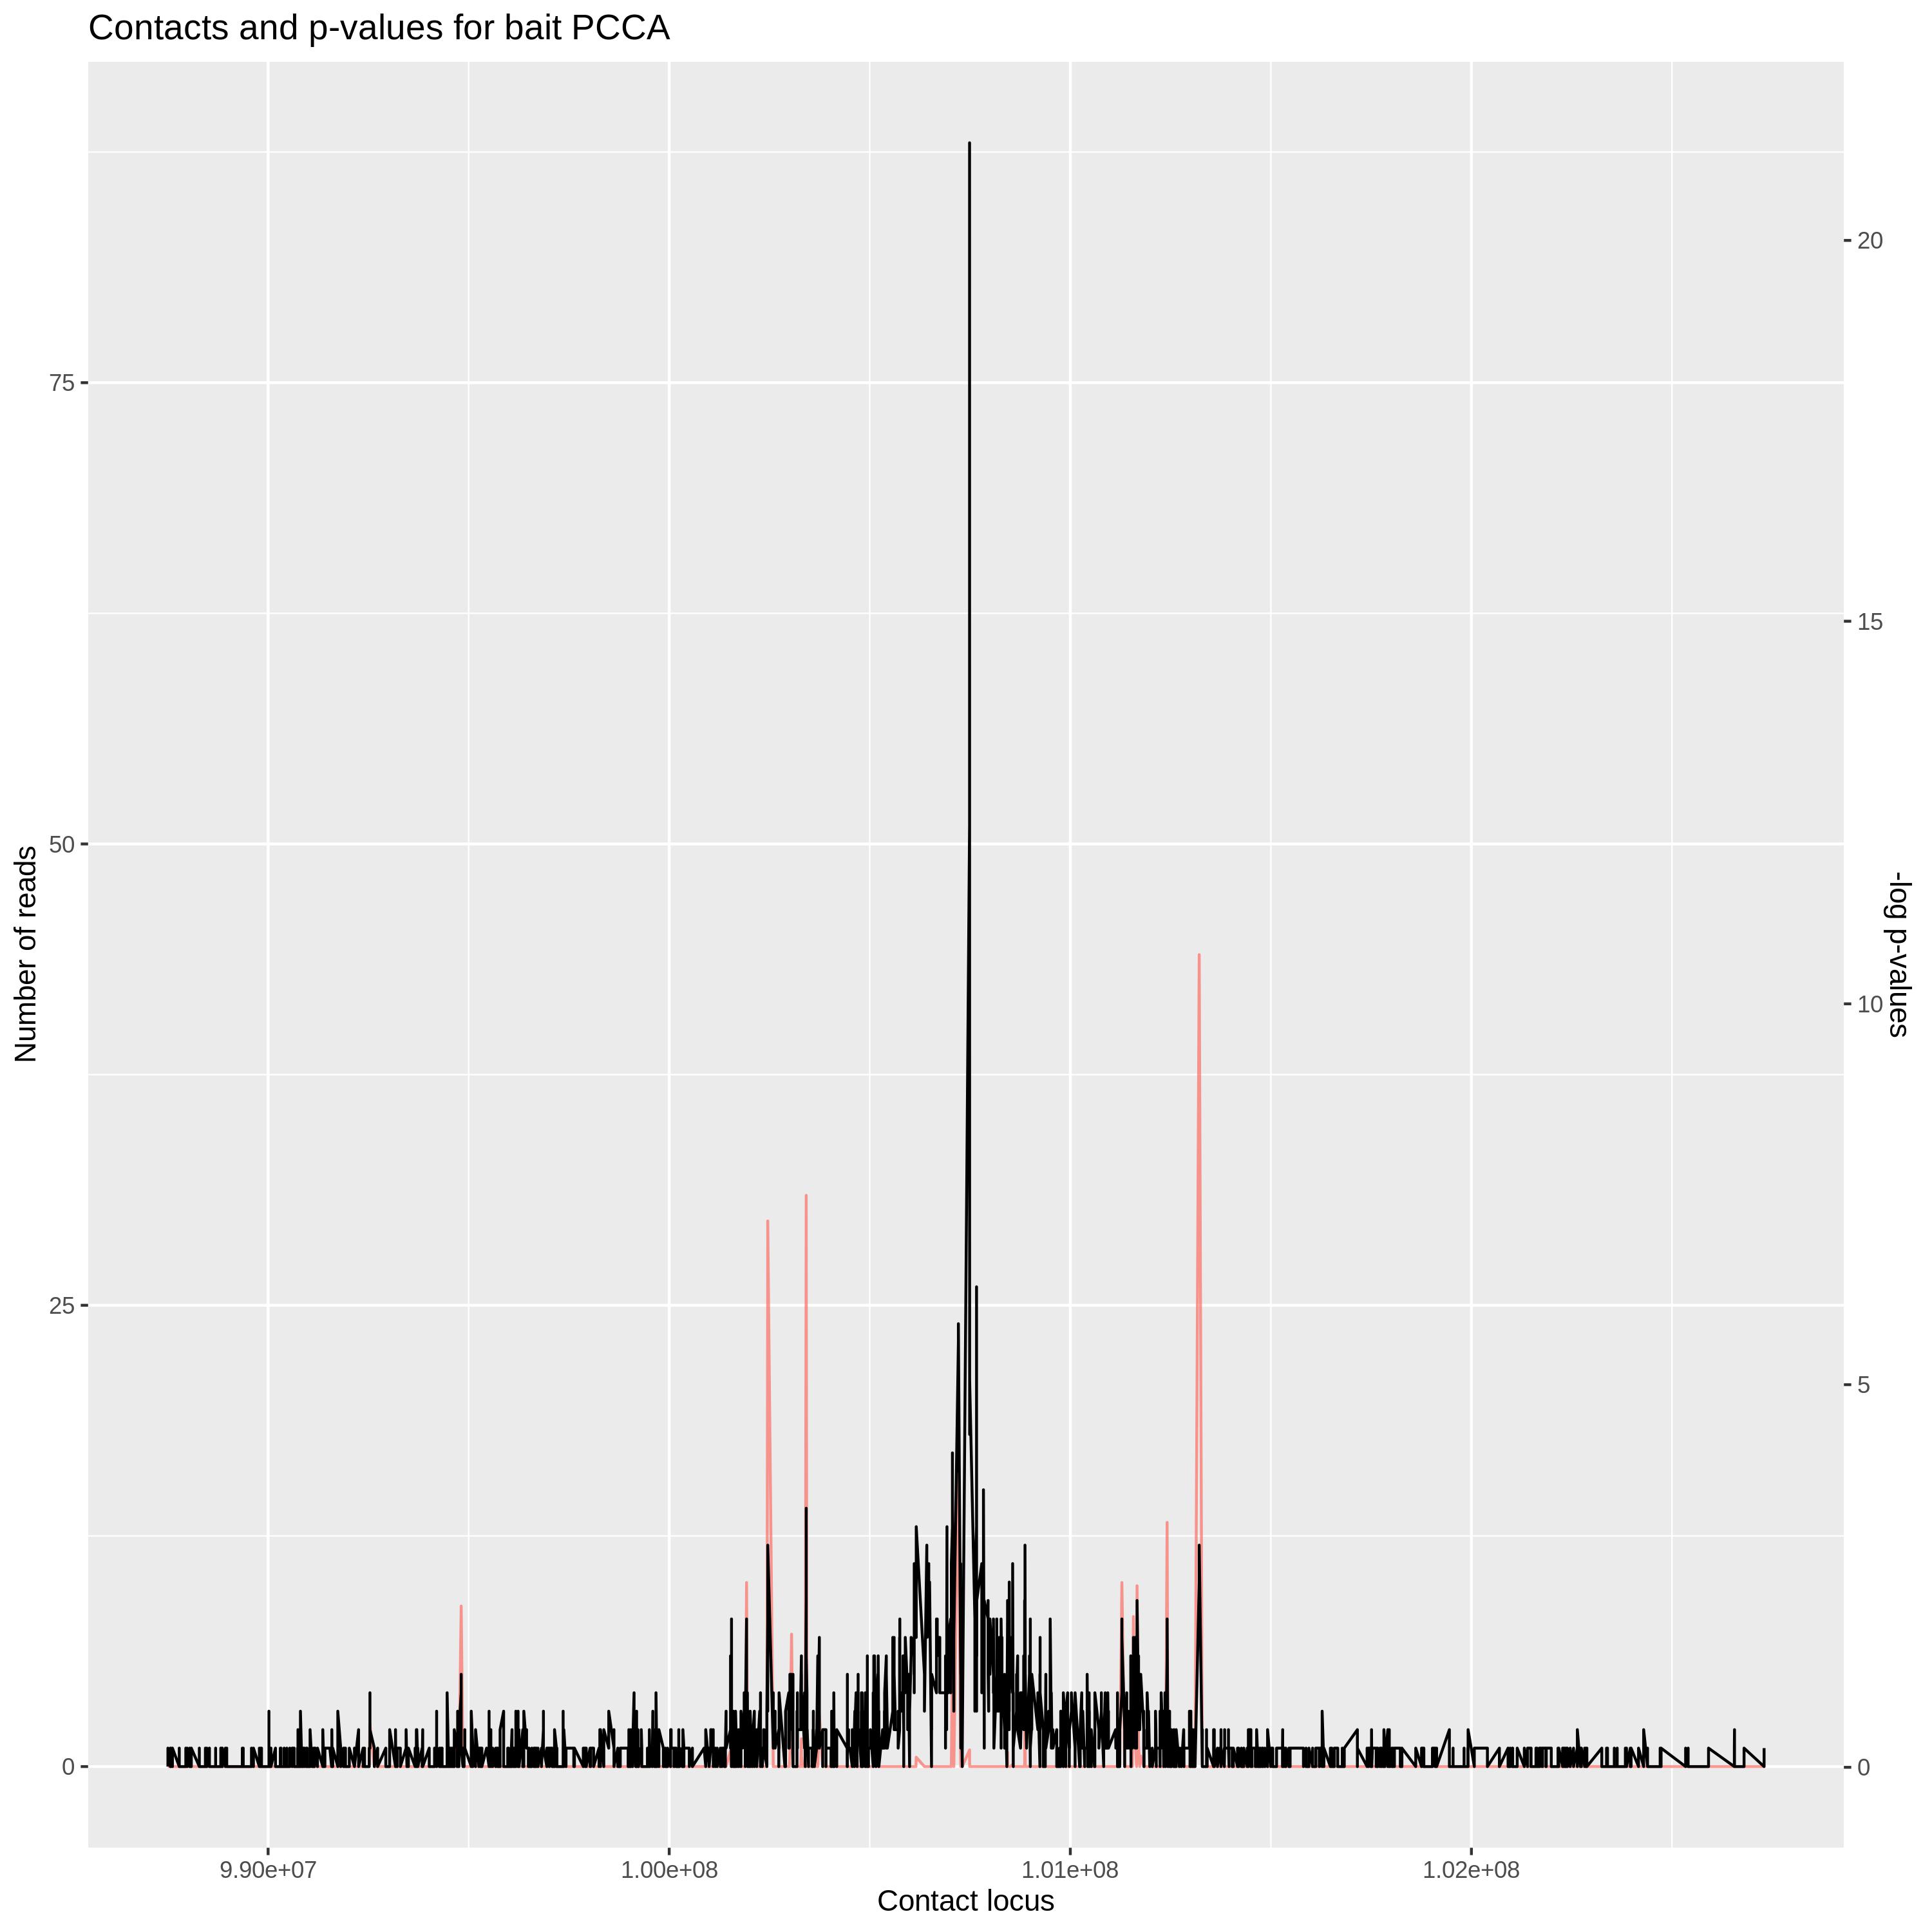 Contacts and p-values for bait PCCA
Number of reads
75
50
25
0
20
15
10
5
0
-log p-values
9.90e+07
1.00e+08
1.01e+08
1.02e+08
Contact locus